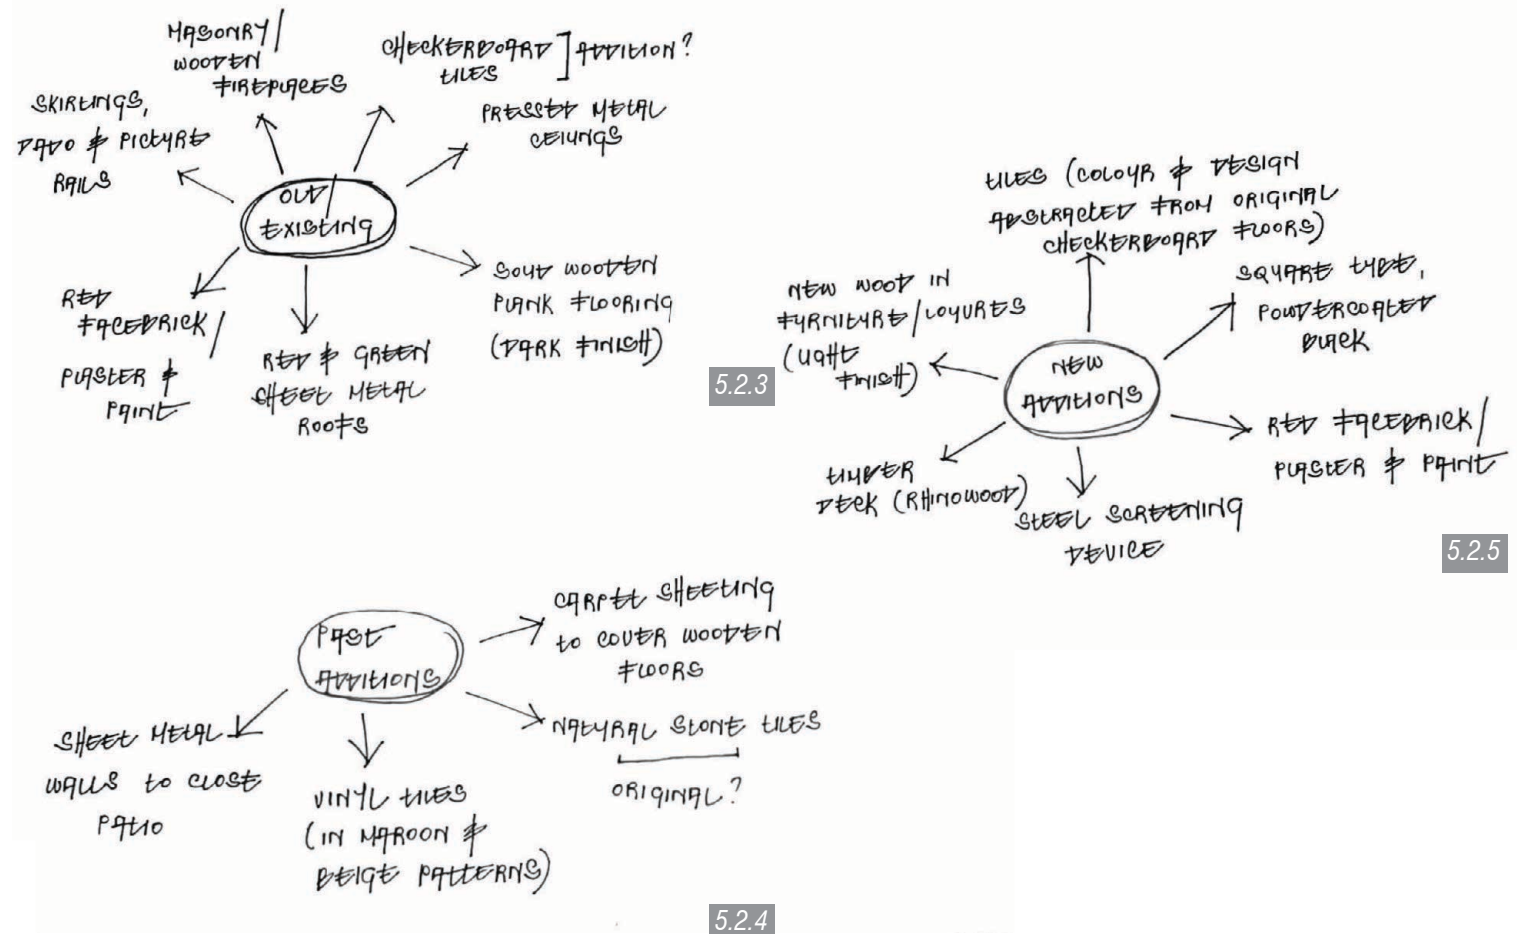 MASONRY/
WOODEN
FIREPLACES
CHECKERBOARD
TILES
] ADDITION?
PRESSED METAL
CEILINGS
SKIRTINGS,
DADO & PICTURE
RAILS
OLD/
EXISTING
RED
FACEBRICK/
PLASTER &
PAINT
RED & GREEN
SHEET METAL
ROOFS
SOLID WOODEN
PLANK FLOORING
(DARK FINISH)
5.2.3
TILES (COLOUR & DESIGN
ABSTRACTED FROM ORIGINAL
CHECKERBOARD FLOORS)
NEW WOOD IN
FURNITURE/LOUVRES
(LIGHT
FINISH)
SQUARE TUBE,
POWDERCOATED
BLACK
NEW
ADDITIONS
RED FACEBRICK/
PLASTER & PAINT
TIMBER
DECK (RHINOWOOD)
STEEL SCREENING
DEVICE
5.2.5
PAST
ADDITIONS
CARPET SHEETING
TO COVER WOODEN
FLOORS
NATURAL STONE TILES
ORIGINAL?
SHEET METAL
WALLS TO CLOSE
PATIO
VINYL TILES
(IN MAROON &
BEIGE PATTERNS)
5.2.4